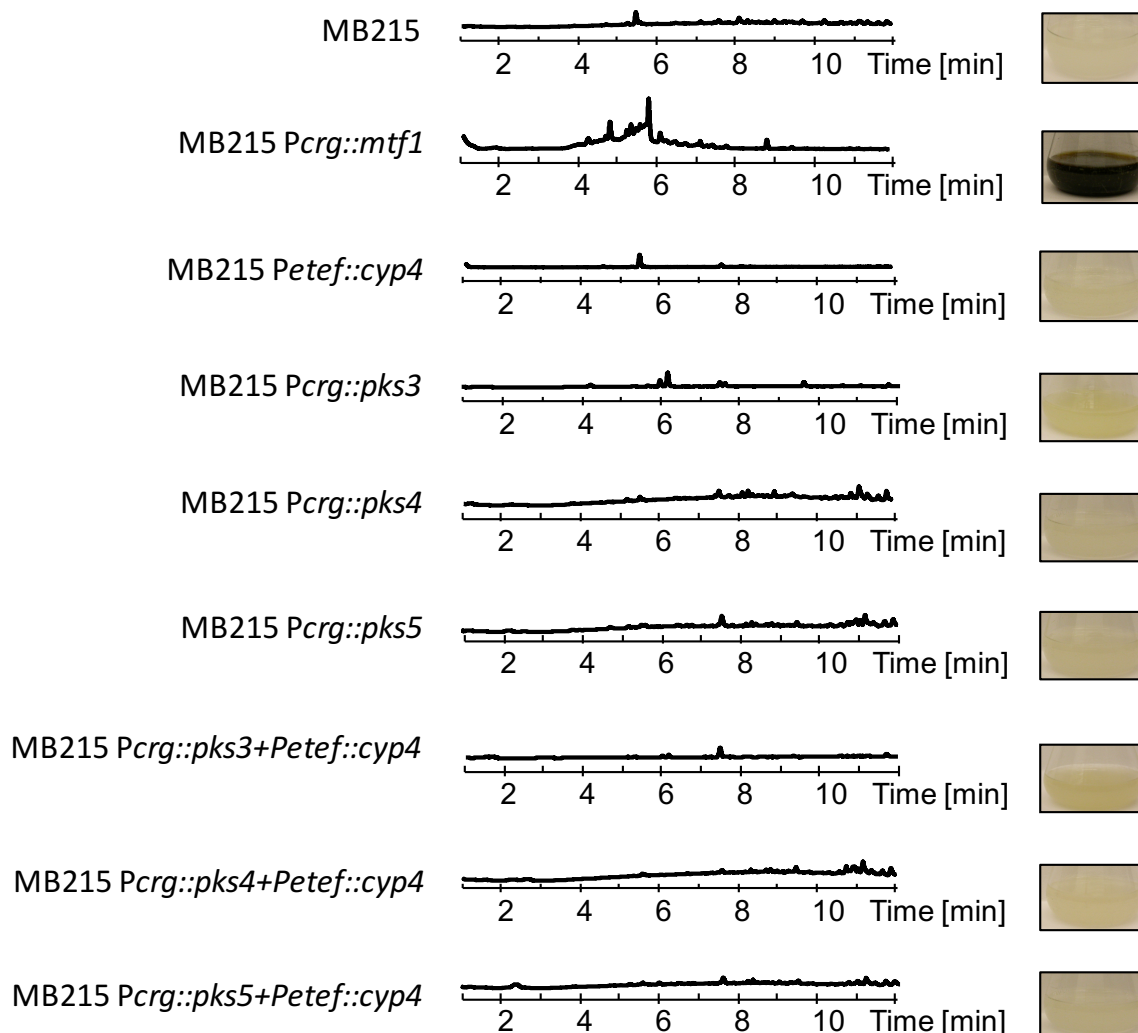 MB215
2 4 6 8 10 Time [min]
MB215 Pcrg::mtf1
2 4 6 8 10 Time [min]
MB215 Petef::cyp4
2 4 6 8 10 Time [min]
MB215 Pcrg::pks3
2 4 6 8 10 Time [min]
MB215 Pcrg::pks4
2 4 6 8 10 Time [min]
MB215 Pcrg::pks5
2 4 6 8 10 Time [min]
MB215 Pcrg::pks3+Petef::cyp4
2 4 6 8 10 Time [min]
MB215 Pcrg::pks4+Petef::cyp4
2 4 6 8 10 Time [min]
MB215 Pcrg::pks5+Petef::cyp4
2 4 6 8 10 Time [min]